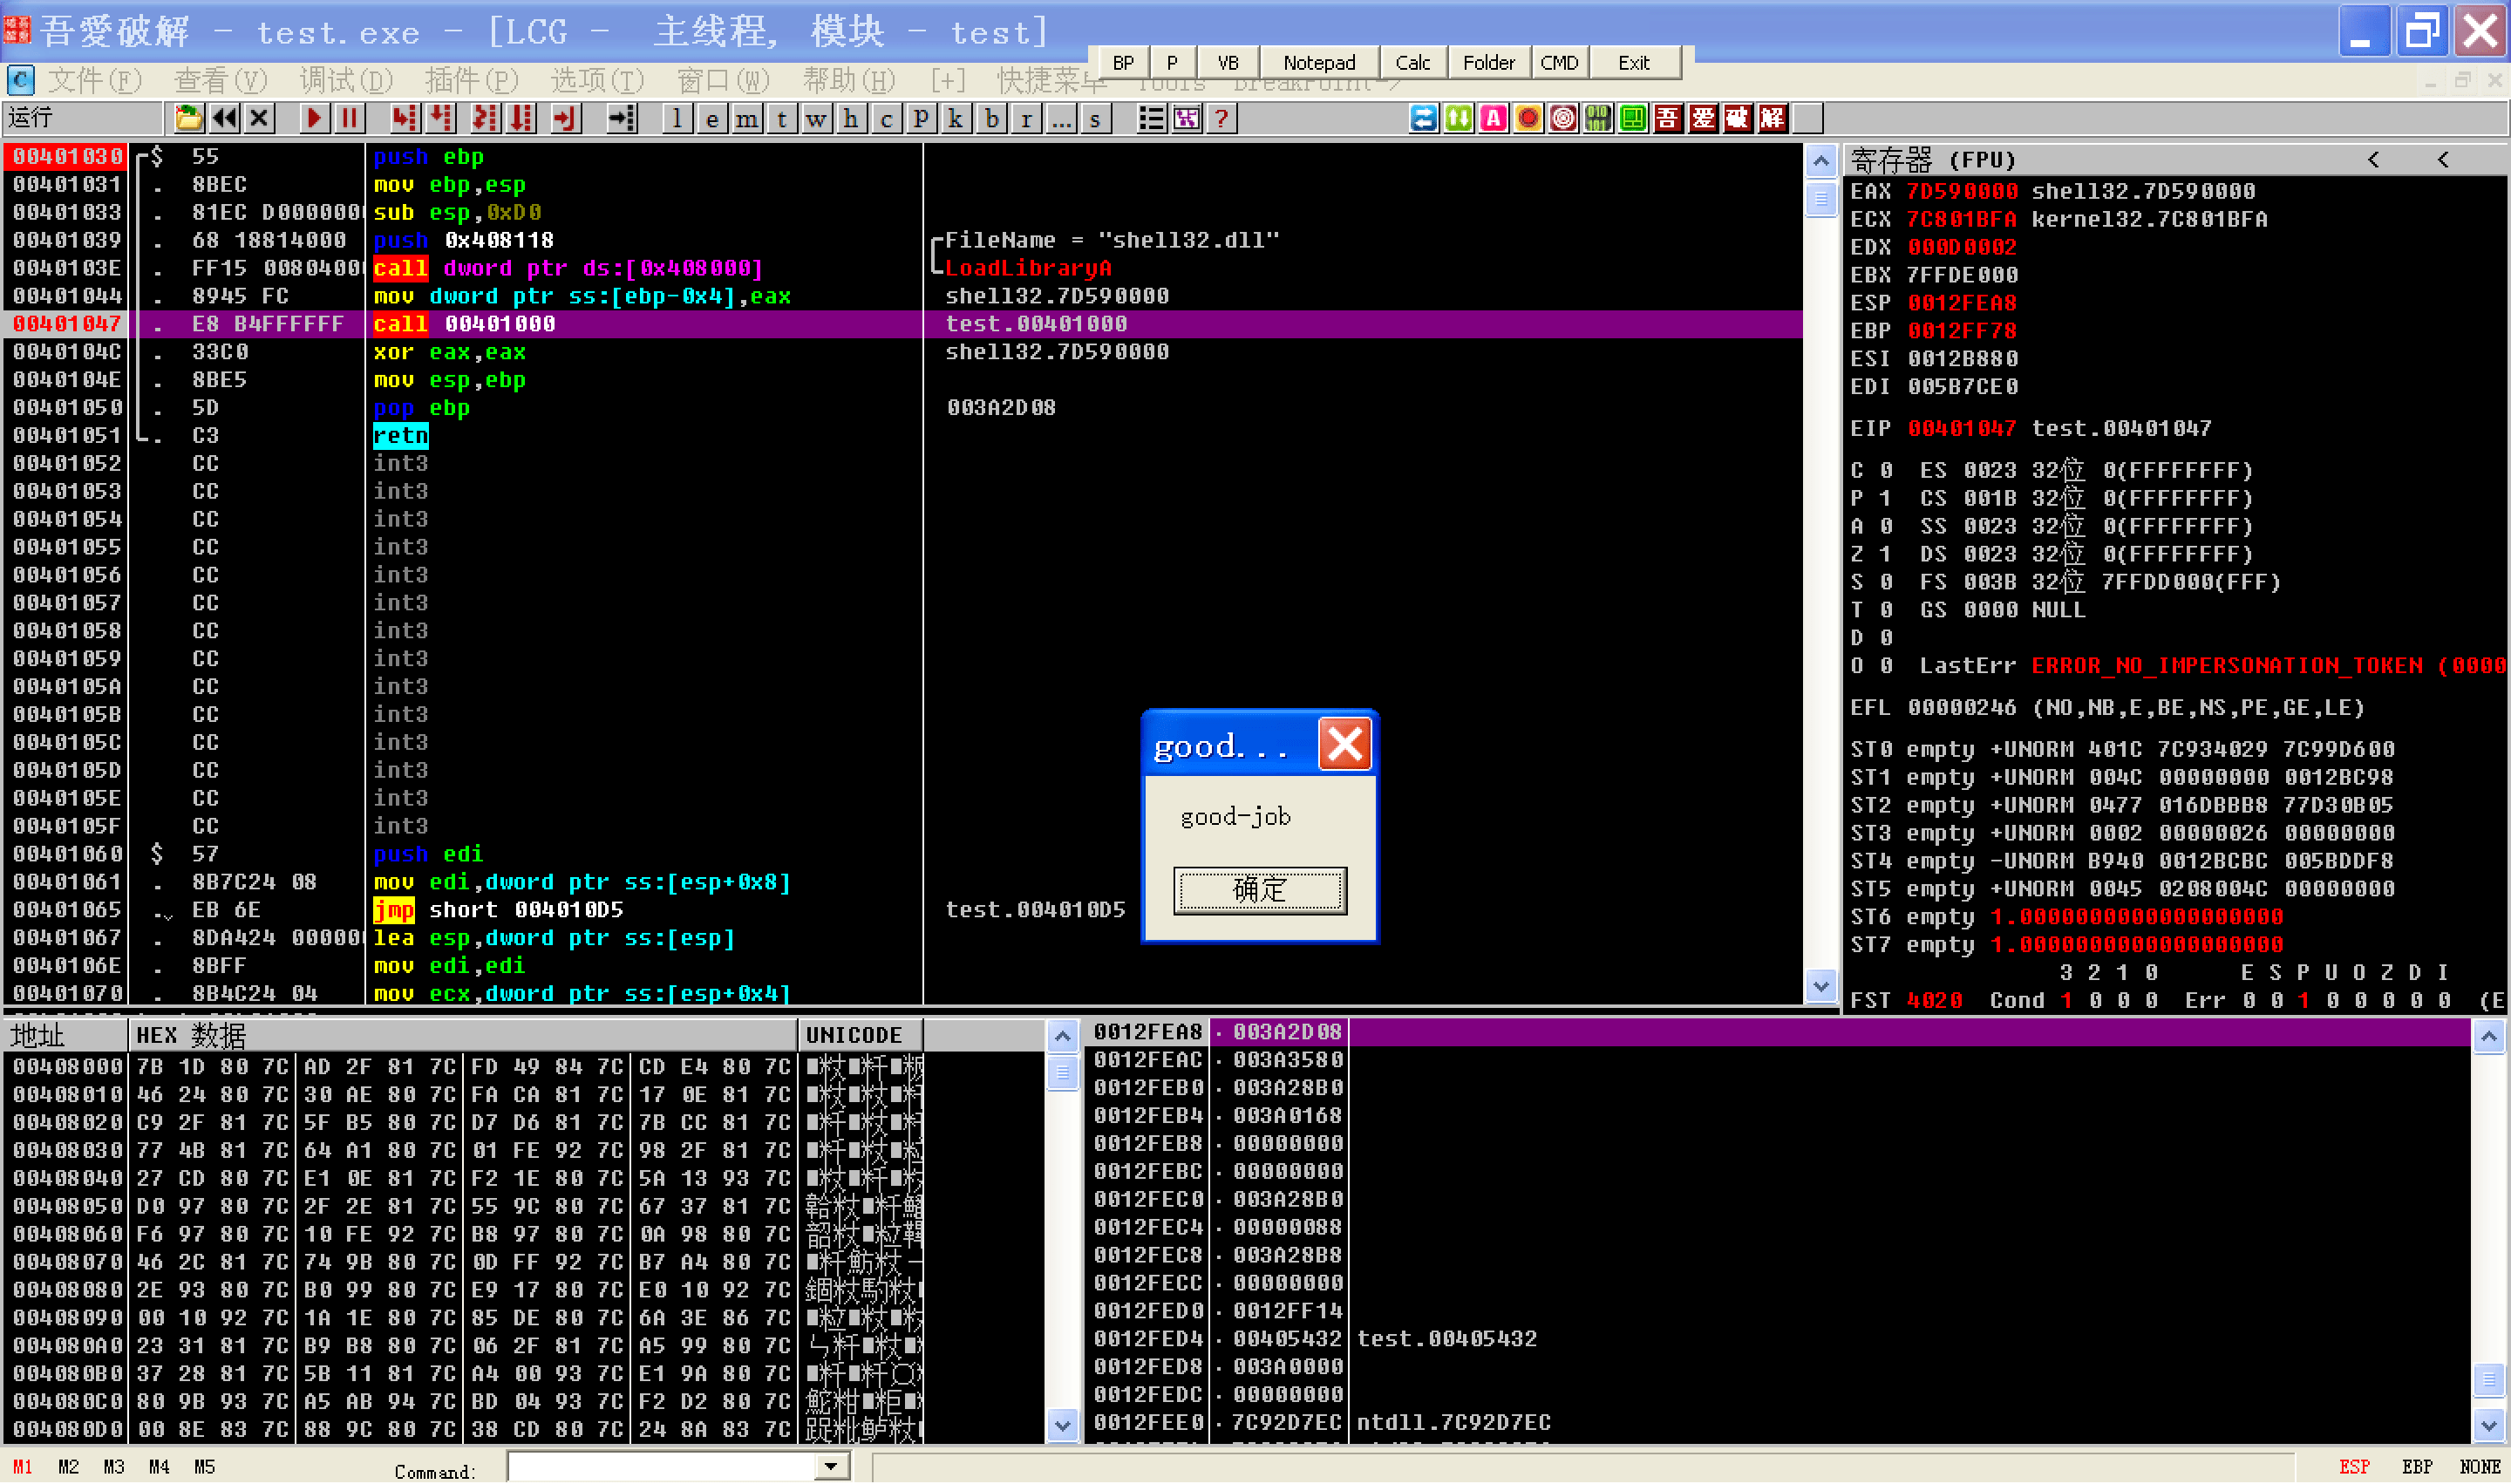 吾愛破解 - test.exe - [LCG - 主线程, 模块 - test]
BP P VB Notepad Calc Folder CMD Exit
文件(F) 查看(V) 调试(D) 插件(P) 选项(T) 窗口(W) 帮助(H) [+] 快捷菜单 Tools BreakPoint->
运行 l e m t w h c p k b r ... s ? 吾 爱 破 解
00401030 $ 55 push ebp
00401031 . 8BEC mov ebp,esp
00401033 . 81EC D000000 sub esp,0xD0
00401039 . 68 18814000 push 0x408118 FileName = "shell32.dll"
0040103E . FF15 0080400 call dword ptr ds:[0x408000] LoadLibraryA
00401044 . 8945 FC mov dword ptr ss:[ebp-0x4],eax shell32.7D590000
00401047 . E8 B4FFFFFF call 00401000 test.00401000
0040104C . 33C0 xor eax,eax shell32.7D590000
0040104E . 8BE5 mov esp,ebp
00401050 . 5D pop ebp 003A2D08
00401051 . C3 retn
00401052 CC int3
00401053 CC int3
00401054 CC int3
00401055 CC int3
00401056 CC int3
00401057 CC int3
00401058 CC int3
00401059 CC int3
0040105A CC int3
0040105B CC int3
0040105C CC int3
0040105D CC int3
0040105E CC int3
0040105F CC int3
00401060 $ 57 push edi
00401061 . 8B7C24 08 mov edi,dword ptr ss:[esp+0x8]
00401065 . EB 6E jmp short 004010D5 test.004010D5
00401067 . 8DA424 00000 lea esp,dword ptr ss:[esp]
0040106E . 8BFF mov edi,edi
00401070 . 8B4C24 04 mov ecx,dword ptr ss:[esp+0x4]
寄存器 (FPU) < <
EAX 7D590000 shell32.7D590000
ECX 7C801BFA kernel32.7C801BFA
EDX 000D0002
EBX 7FFDE000
ESP 0012FEA8
EBP 0012FF78
ESI 0012B880
EDI 005B7CE0
EIP 00401047 test.00401047
C 0 ES 0023 32位 0(FFFFFFFF)
P 1 CS 001B 32位 0(FFFFFFFF)
A 0 SS 0023 32位 0(FFFFFFFF)
Z 1 DS 0023 32位 0(FFFFFFFF)
S 0 FS 003B 32位 7FFDD000(FFF)
T 0 GS 0000 NULL
D 0
O 0 LastErr ERROR_NO_IMPERSONATION_TOKEN (0000
EFL 00000246 (NO,NB,E,BE,NS,PE,GE,LE)
ST0 empty +UNORM 401C 7C934029 7C99D600
ST1 empty +UNORM 004C 00000000 0012BC98
ST2 empty +UNORM 0477 016DBBB8 77D30B05
ST3 empty +UNORM 0002 00000026 00000000
ST4 empty -UNORM B940 0012BCBC 005BDDF8
ST5 empty +UNORM 0045 0208004C 00000000
ST6 empty 1.0000000000000000000
ST7 empty 1.0000000000000000000
3 2 1 0 E S P U O Z D I
FST 4020 Cond 1 0 0 0 Err 0 0 1 0 0 0 0 0 (E
good...
good-job
确定
地址 HEX 数据 UNICODE
00408000 7B 1D 80 7C AD 2F 81 7C FD 49 84 7C CD E4 80 7C
00408010 46 24 80 7C 30 AE 80 7C FA CA 81 7C 17 0E 81 7C
00408020 C9 2F 81 7C 5F B5 80 7C D7 D6 81 7C 7B CC 81 7C
00408030 77 4B 81 7C 64 A1 80 7C 01 FE 92 7C 98 2F 81 7C
00408040 27 CD 80 7C E1 0E 81 7C F2 1E 80 7C 5A 13 93 7C
00408050 D0 97 80 7C 2F 2E 81 7C 55 9C 80 7C 67 37 81 7C
00408060 F6 97 80 7C 10 FE 92 7C B8 97 80 7C 0A 98 80 7C
00408070 46 2C 81 7C 74 9B 80 7C 0D FF 92 7C B7 A4 80 7C
00408080 2E 93 80 7C B0 99 80 7C E9 17 80 7C E0 10 92 7C
00408090 00 10 92 7C 1A 1E 80 7C 85 DE 80 7C 6A 3E 86 7C
004080A0 23 31 81 7C B9 B8 80 7C 06 2F 81 7C A5 99 80 7C
004080B0 37 28 81 7C 5B 11 81 7C A4 00 93 7C E1 9A 80 7C
004080C0 80 9B 93 7C A5 AB 94 7C BD 04 93 7C F2 D2 80 7C
004080D0 00 8E 83 7C 88 9C 80 7C 38 CD 80 7C 24 8A 83 7C
0012FEA8 003A2D08
0012FEAC 003A3580
0012FEB0 003A28B0
0012FEB4 003A0168
0012FEB8 00000000
0012FEBC 00000000
0012FEC0 003A28B0
0012FEC4 00000088
0012FEC8 003A28B8
0012FECC 00000000
0012FED0 0012FF14
0012FED4 00405432 test.00405432
0012FED8 003A0000
0012FEDC 00000000
0012FEE0 7C92D7EC ntdll.7C92D7EC
M1 M2 M3 M4 M5 Command: ESP EBP NONE